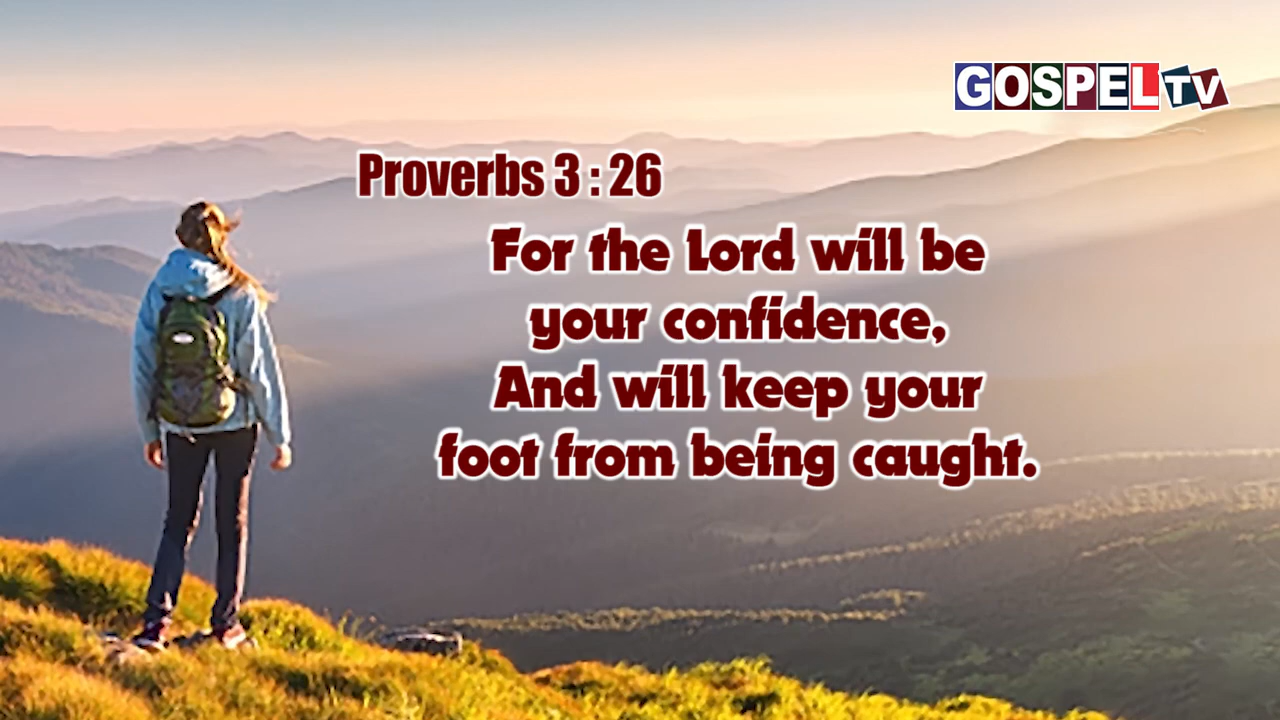 GOSPEL TV
Proverbs 3 : 26
For the Lord will be
your confidence,
And will keep your
foot from being caught.